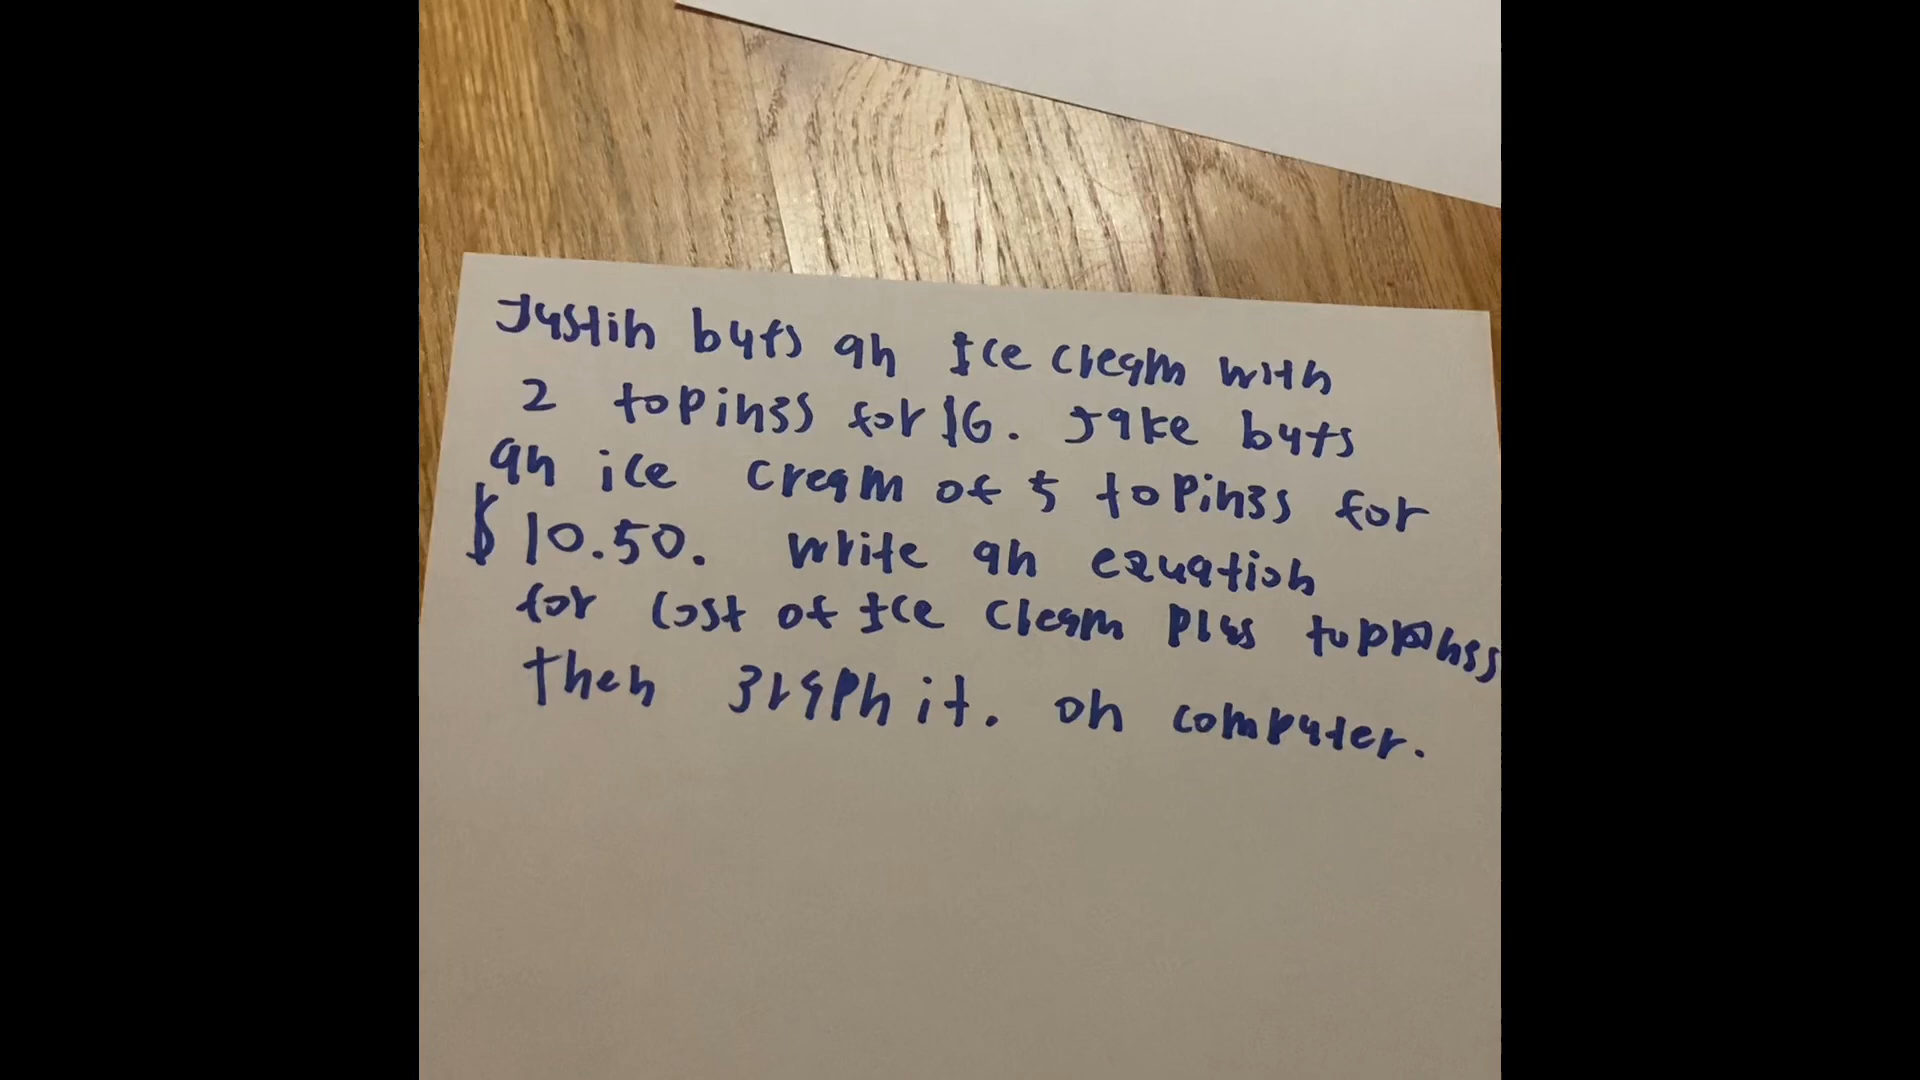 Justin buys an Ice cream with
2 topings for $6. Jake buys
an ice cream of 5 topings for
$10.50. write an equation
for cost of Ice cleam plus toppings
then graph it. on computer.